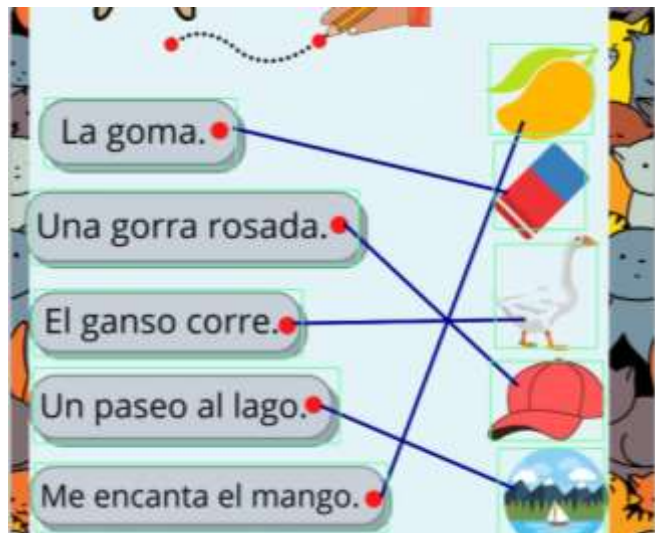 La goma.
Una gorra rosada.
El ganso corre.
Un paseo al lago.
Me encanta el mango.